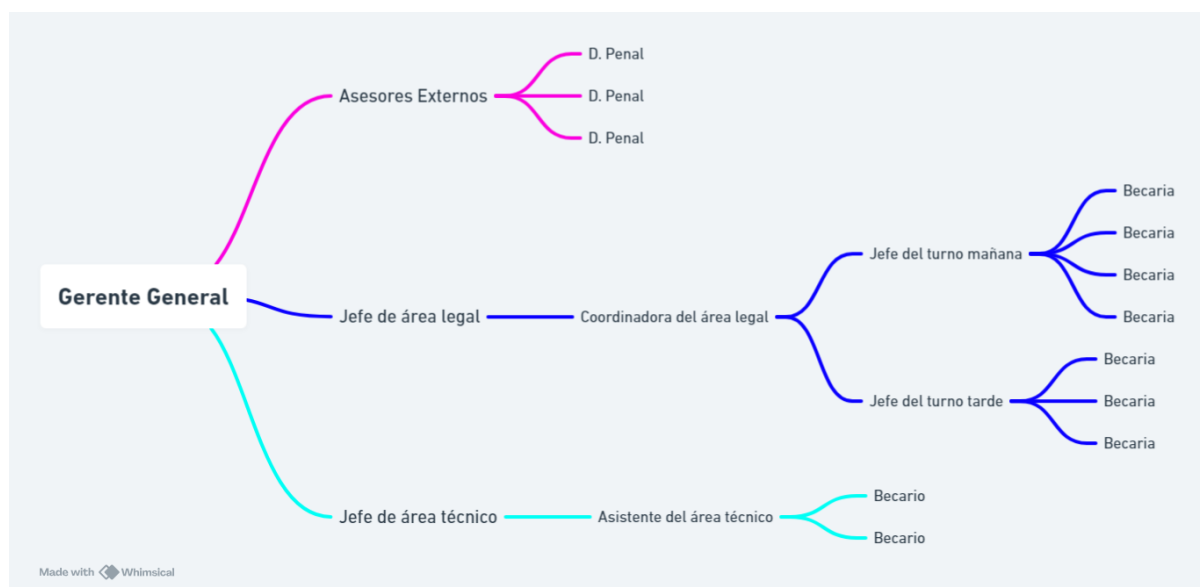 D. Penal
Asesores Externos
D. Penal
D. Penal
Becaria
Becaria
Jefe del turno mañana
Becaria
Becaria
Gerente General
Jefe de área legal
Coordinadora del área legal
Becaria
Jefe del turno tarde
Becaria
Becaria
Jefe de área técnico
Asistente del área técnico
Becario
Becario
Made with Whimsical